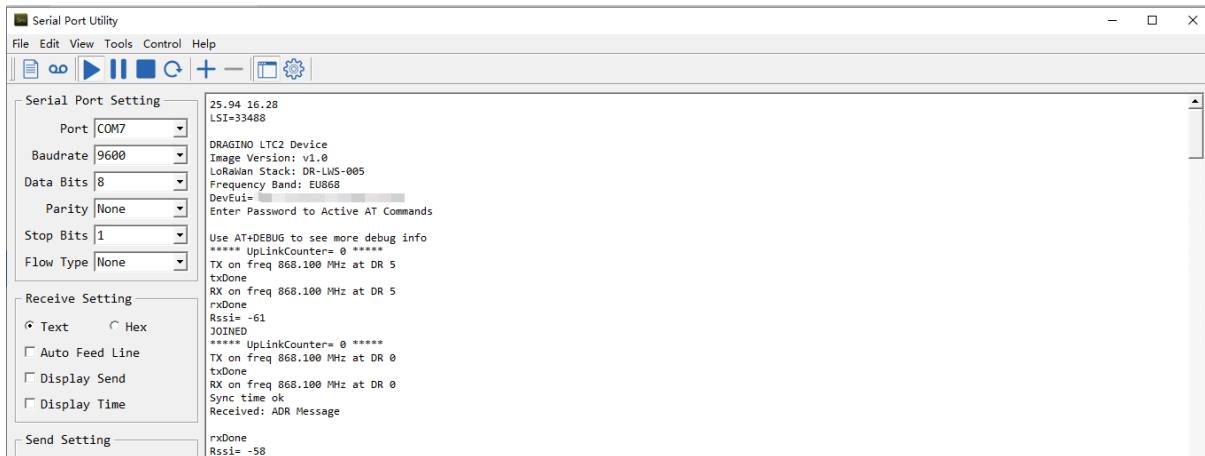 Serial Port Utility
File Edit View Tools Control Help
Serial Port Setting
Port COM7
Baudrate 9600
Data Bits 8
Parity None
Stop Bits 1
Flow Type None
Receive Setting
Text Hex
Auto Feed Line
Display Send
Display Time
Send Setting
25.94 16.28
LSI=33488
DRAGINO LTC2 Device
Image Version: v1.0
LoRaWan Stack: DR-LWS-005
Frequency Band: EU868
DevEui=
Enter Password to Active AT Commands
Use AT+DEBUG to see more debug info
***** UpLinkCounter= 0 *****
TX on freq 868.100 MHz at DR 5
txDone
RX on freq 868.100 MHz at DR 5
rxDone
Rssi= -61
JOINED
***** UpLinkCounter= 0 *****
TX on freq 868.100 MHz at DR 0
txDone
RX on freq 868.100 MHz at DR 0
Sync time ok
Received: ADR Message
rxDone
Rssi= -58